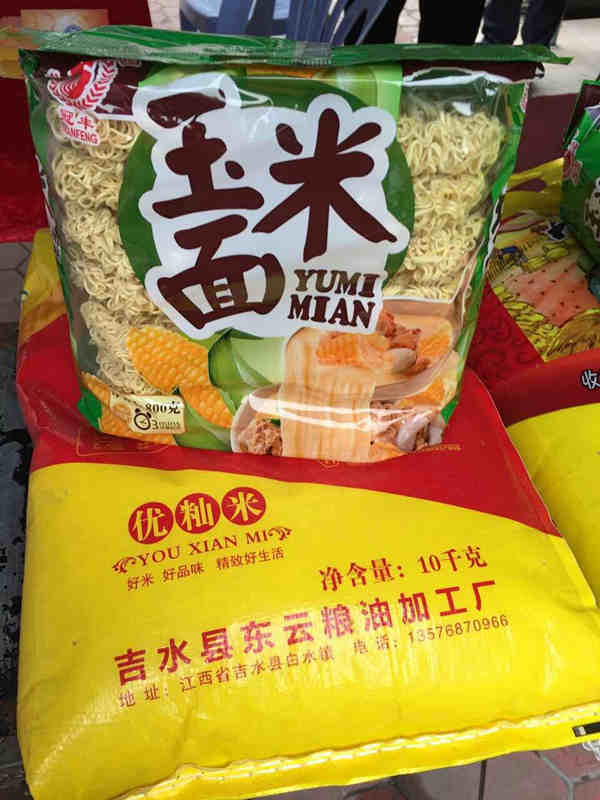 冠丰
玉米
面
YUMI
MIAN
800克
优籼米
YOU XIAN MI
好米 好品味 精致好生活
净含量：10千克
吉水县东云粮油加工厂
地址：江西省吉水县白水镇 电话：13576870966
收